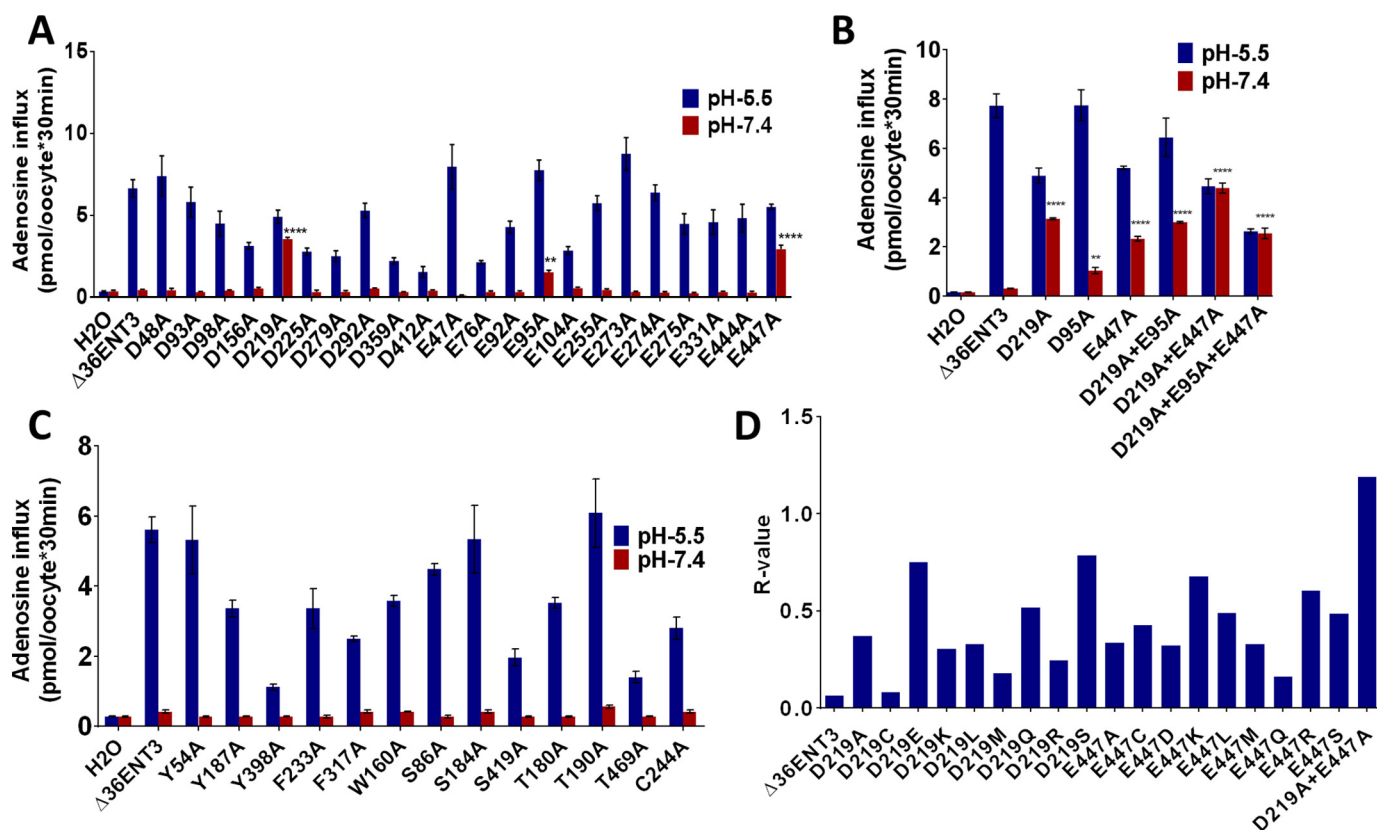 A
Adenosine influx
(pmol/oocyte*30min)
15
10
5
0
pH-5.5
pH-7.4
****
**
****
H2O
Δ36ENT3
D48A
D93A
D98A
D156A
D219A
D225A
D279A
D292A
D359A
D412A
E47A
E76A
E92A
E95A
E104A
E255A
E273A
E274A
E275A
E331A
E444A
E447A
B
Adenosine influx
(pmol/oocyte*30min)
10
8
6
4
2
0
pH-5.5
pH-7.4
****
**
****
****
****
****
H2O
Δ36ENT3
D219A
D95A
E447A
D219A+E95A
D219A+E447A
D219A+E95A+E447A
C
Adenosine influx
(pmol/oocyte*30min)
8
6
4
2
0
pH-5.5
pH-7.4
H2O
Δ36ENT3
Y54A
Y187A
Y398A
F233A
F317A
W160A
S86A
S184A
S419A
T180A
T190A
T469A
C244A
D
R-value
1.5
1.0
0.5
0.0
Δ36ENT3
D219A
D219C
D219E
D219K
D219L
D219M
D219Q
D219R
D219S
E447A
E447C
E447D
E447K
E447L
E447M
E447Q
E447R
E447S
D219A+E447A